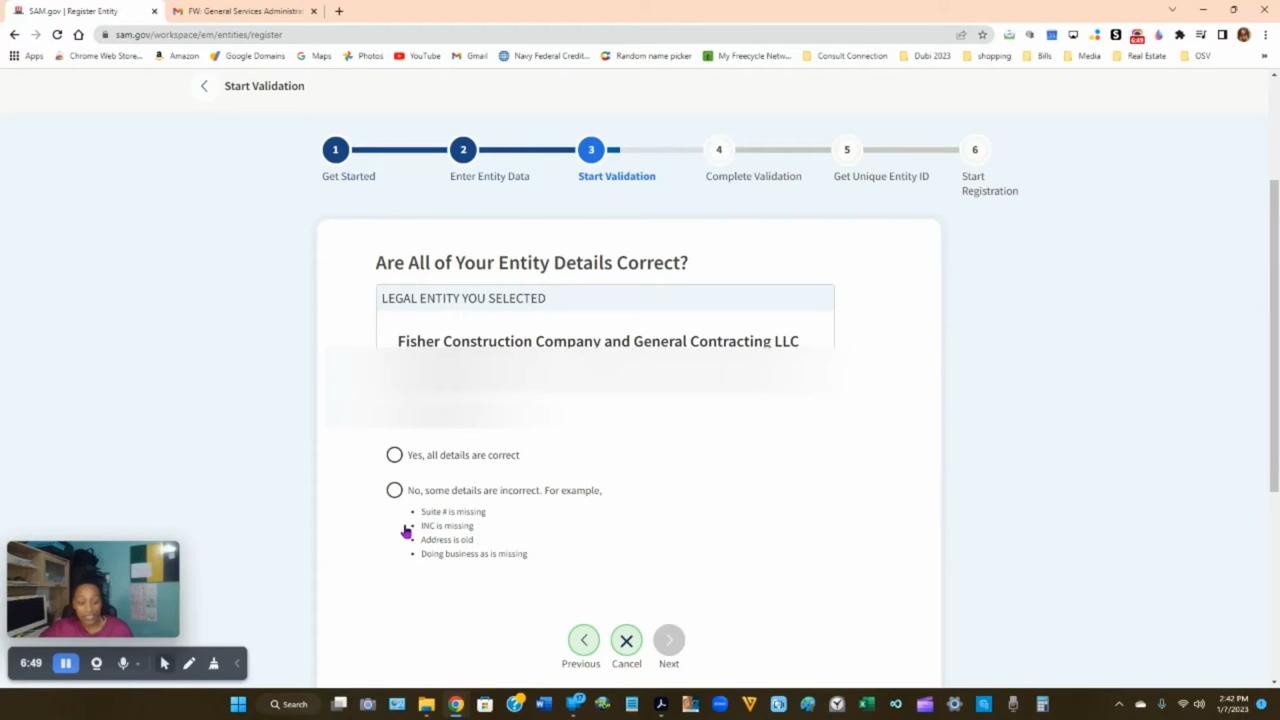 SAM.gov | Register Entity
FW: General Services Administra
sam.gov/workspace/em/entities/register
6:49
Apps
Chrome Web Store...
Amazon
Google Domains
Maps
Photos
YouTube
Gmail
Navy Federal Credit...
Random name picker
My Freecycle Netw...
Consult Connection
Dubi 2023
shopping
Bills
Media
Real Estate
OSV
Start Validation
1
2
3
4
5
6
Get Started
Enter Entity Data
Start Validation
Complete Validation
Get Unique Entity ID
Start
Registration
Are All of Your Entity Details Correct?
LEGAL ENTITY YOU SELECTED
Fisher Construction Company and General Contracting LLC
Yes, all details are correct
No, some details are incorrect. For example,
Suite # is missing
INC is missing
Address is old
Doing business as is missing
Previous
Cancel
Next
6:49
Search
2:42 PM
1/7/2023